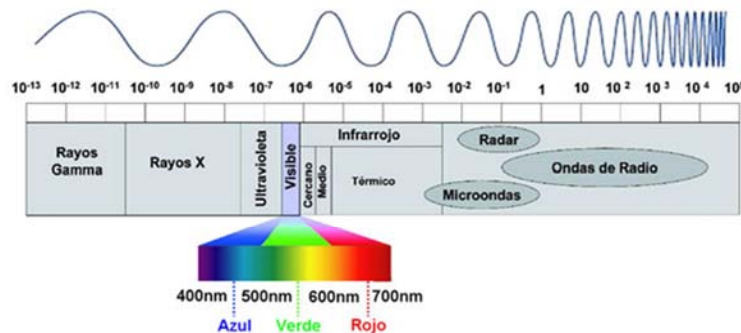 10-13 10-12 10-11 10-10 10-9 10-8 10-7 10-6 10-5 10-4 10-3 10-2 10-1 1 10 10 2 10 3 10 4 10
Rayos Gamma
Rayos X
Ultravioleta
Visible
Infrarrojo
Cercano
Medio
Térmico
Radar
Ondas de Radio
Microondas
400nm 500nm 600nm 700nm
Azul Verde Rojo